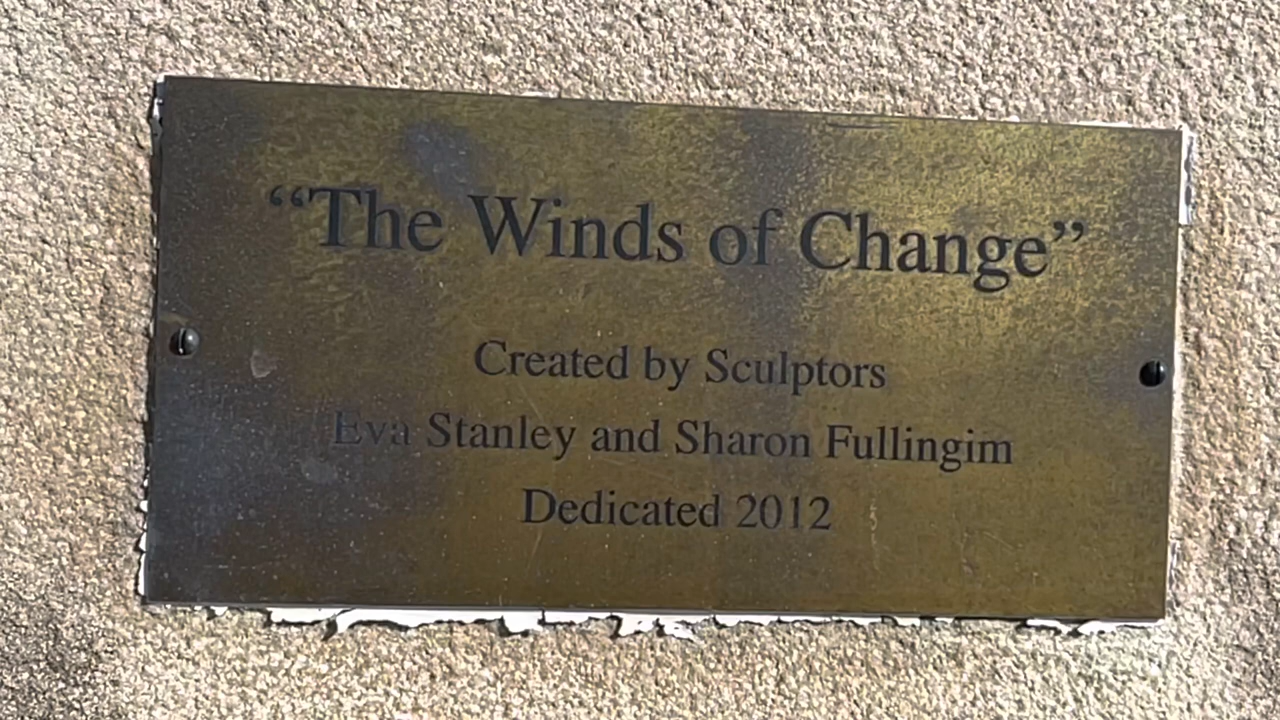 “The Winds of Change”
Created by Sculptors
Eva Stanley and Sharon Fullingim
Dedicated 2012